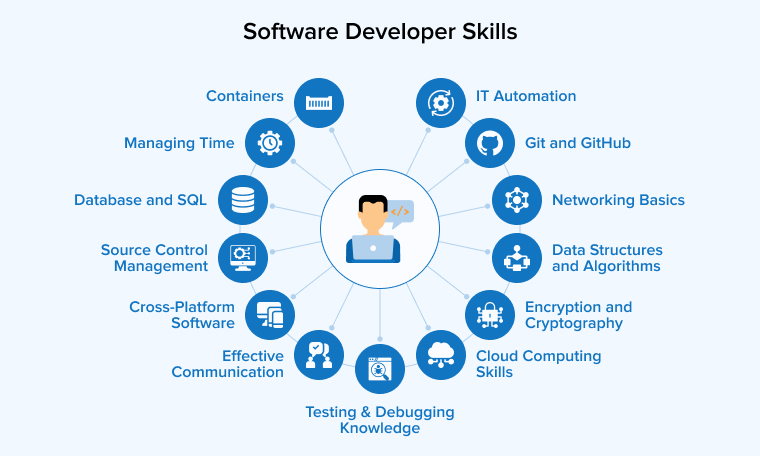 Software Developer Skills
Containers
IT Automation
Managing Time
Git and GitHub
Database and SQL
Networking Basics
Source Control
Management
Data Structures
and Algorithms
Cross-Platform
Software
Encryption and
Cryptography
Effective
Communication
Cloud Computing
Skills
Testing & Debugging
Knowledge
</>